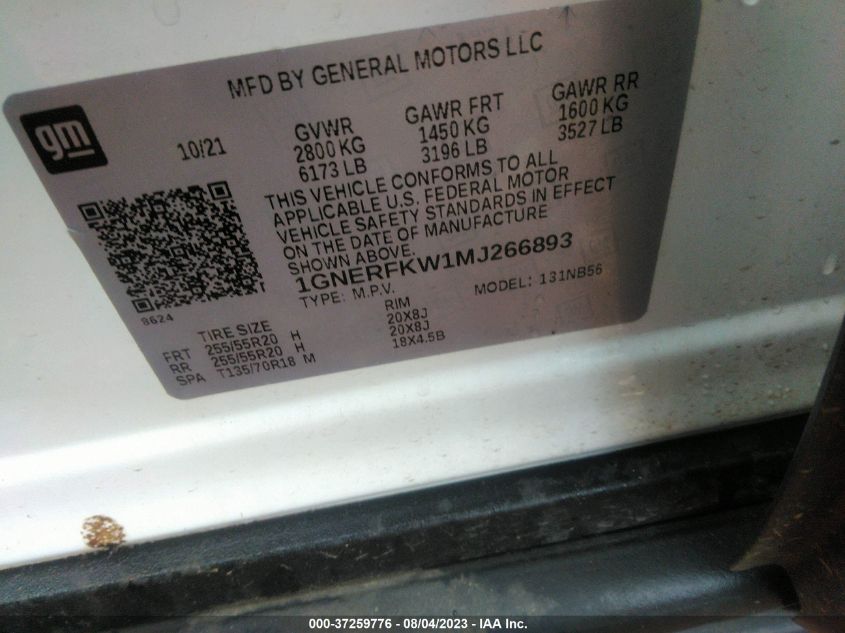 MFD BY GENERAL MOTORS LLC
gm
10/21
GVWR
2800 KG
6173 LB
GAWR FRT
1450 KG
3196 LB
GAWR RR
1600 KG
3527 LB
THIS VEHICLE CONFORMS TO ALL
APPLICABLE U.S. FEDERAL MOTOR
VEHICLE SAFETY STANDARDS IN EFFECT
ON THE DATE OF MANUFACTURE
SHOWN ABOVE.
1GNERFKW1MJ266893
TYPE: M.P.V. MODEL: 131NB56
8624
TIRE SIZE RIM
FRT 255/55R20 H 20X8J
RR 255/55R20 H 20X8J
SPA T135/70R18 M 18X4.5B
000-37259776 - 08/04/2023 - IAA Inc.